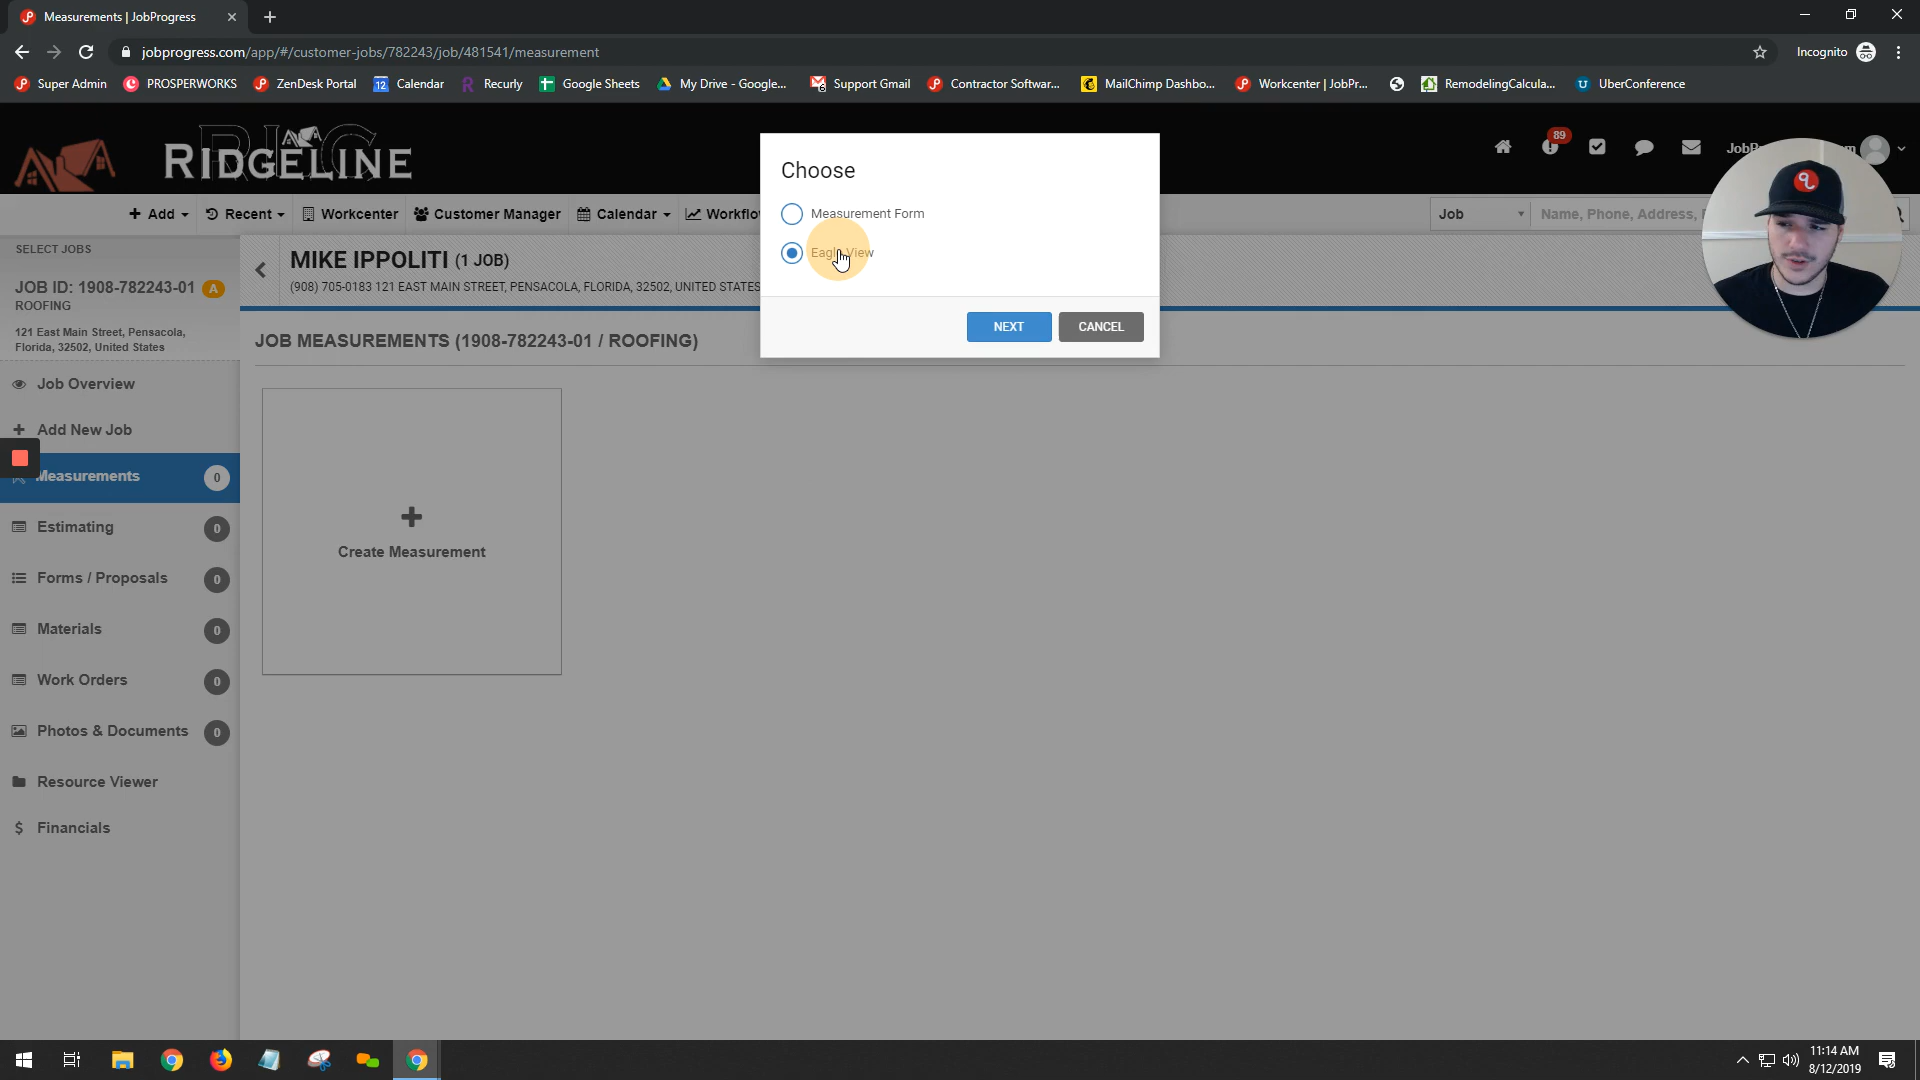 Measurements | JobProgress
jobprogress.com/app/#/customer-jobs/782243/job/481541/measurement
Incognito
Super Admin
PROSPERWORKS
ZenDesk Portal
12 Calendar
Recurly
Google Sheets
My Drive - Google...
Support Gmail
Contractor Softwar...
MailChimp Dashbo...
Workcenter | JobPr...
RemodelingCalcula...
UberConference
BIG
RIDGELINE
89
Add
Recent
Workcenter
Customer Manager
Calendar
Job
Name, Phone, Address,
SELECT JOBS
JOB ID: 1908-782243-01 A
ROOFING
121 East Main Street, Pensacola,
Florida, 32502, United States
MIKE IPPOLITI (1 JOB)
(908) 705-0183 121 EAST MAIN STREET, PENSACOLA, FLORIDA, 32502, UNITED STATES
Choose
Measurement Form
Eagle View
NEXT
CANCEL
JOB MEASUREMENTS (1908-782243-01 / ROOFING)
Create Measurement
Job Overview
Add New Job
Measurements 0
Estimating 0
Forms / Proposals 0
Materials 0
Work Orders 0
Photos & Documents 0
Resource Viewer
Financials
11:14 AM
8/12/2019